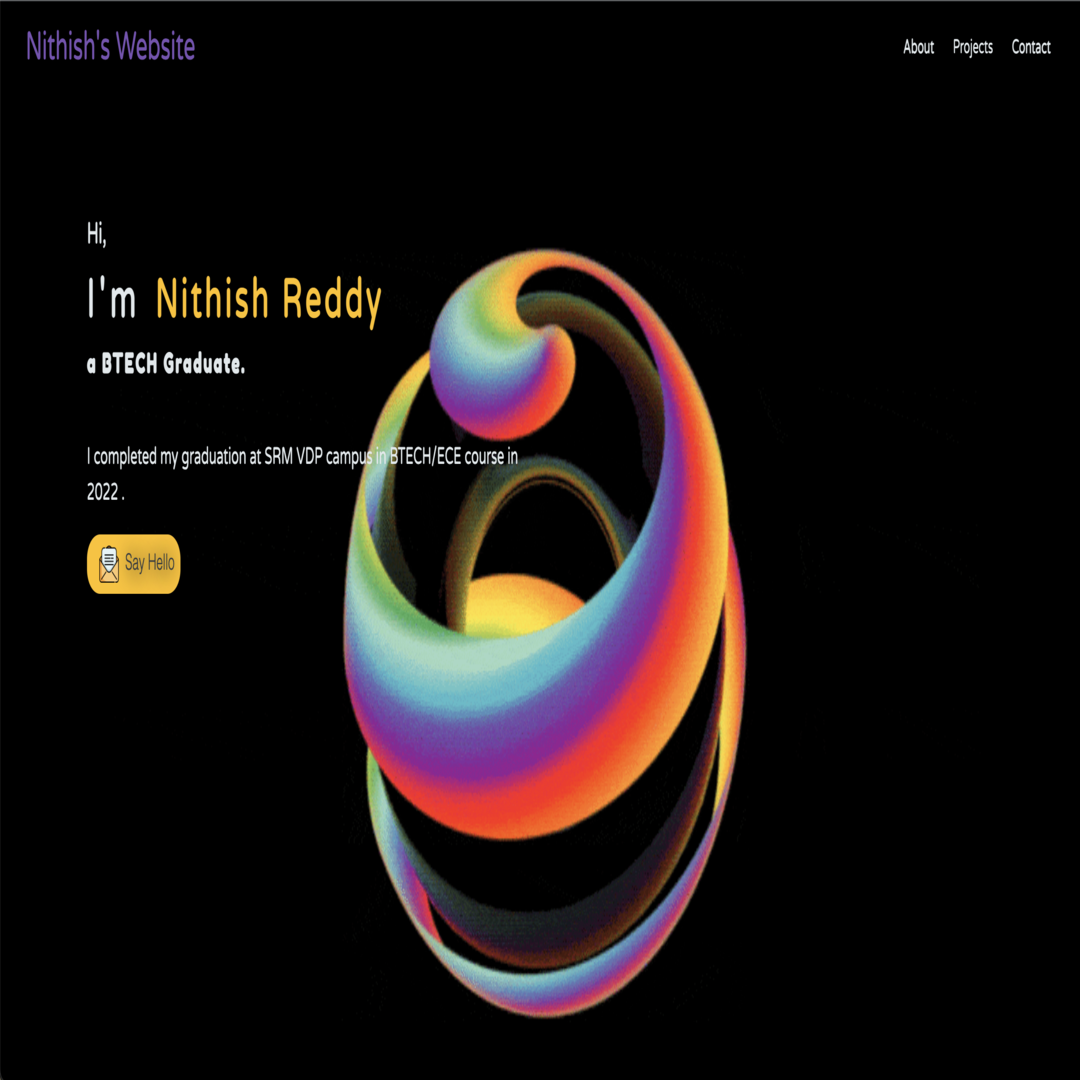 Nithish's Website
About Projects Contact
Hi,
I'm Nithish Reddy
a BTECH Graduate.
I completed my graduation at SRM VDP campus in BTECH/ECE course in
2022 .
Say Hello